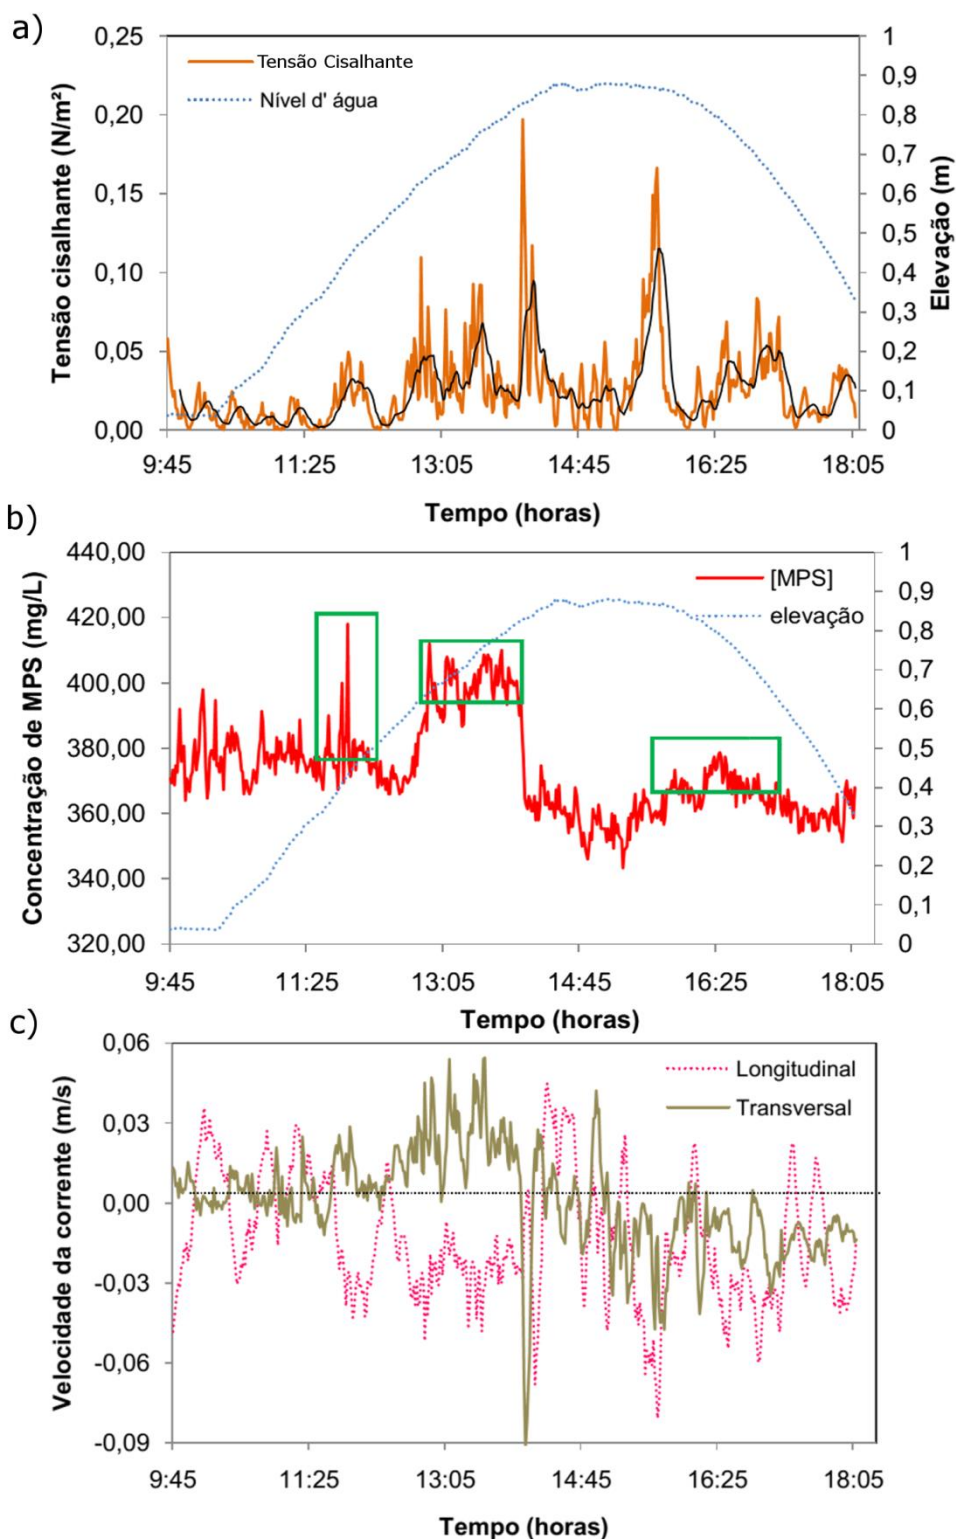 a)
Tensão cisalhante (N/m²)
0,25
0,20
0,15
0,10
0,05
0,00
Tensão Cisalhante
Nível d' água
1
0,9
0,8
0,7
0,6
0,5
0,4
0,3
0,2
0,1
0
Elevação (m)
9:45 11:25 13:05 14:45 16:25 18:05
Tempo (horas)
b)
Concentração de MPS (mg/L)
440,00
420,00
400,00
380,00
360,00
340,00
320,00
[MPS]
elevação
1
0,9
0,8
0,7
0,6
0,5
0,4
0,3
0,2
0,1
0
9:45 11:25 13:05 14:45 16:25 18:05
Tempo (horas)
c)
Velocidade da corrente (m/s)
0,06
0,03
0,00
-0,03
-0,06
-0,09
Longitudinal
Transversal
9:45 11:25 13:05 14:45 16:25 18:05
Tempo (horas)